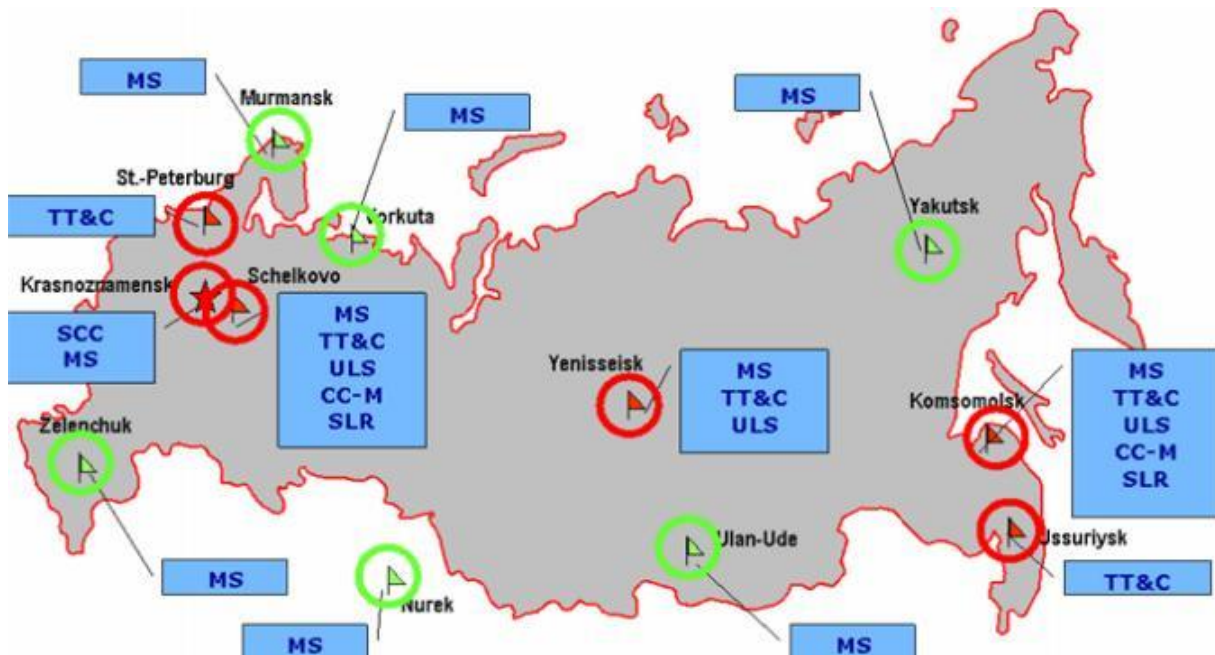 MS
Murmansk
MS
MS
St.-Peterburg
TT&C
Vorkuta
Yakutsk
Krasnoznamensk
Schelkovo
SCC
MS
MS
TT&C
ULS
CC-M
SLR
Yenisseisk
MS
TT&C
ULS
Komsomolsk
MS
TT&C
ULS
CC-M
SLR
Zelenchuk
MS
Nurek
MS
Ulan-Ude
MS
Ussuriysk
TT&C